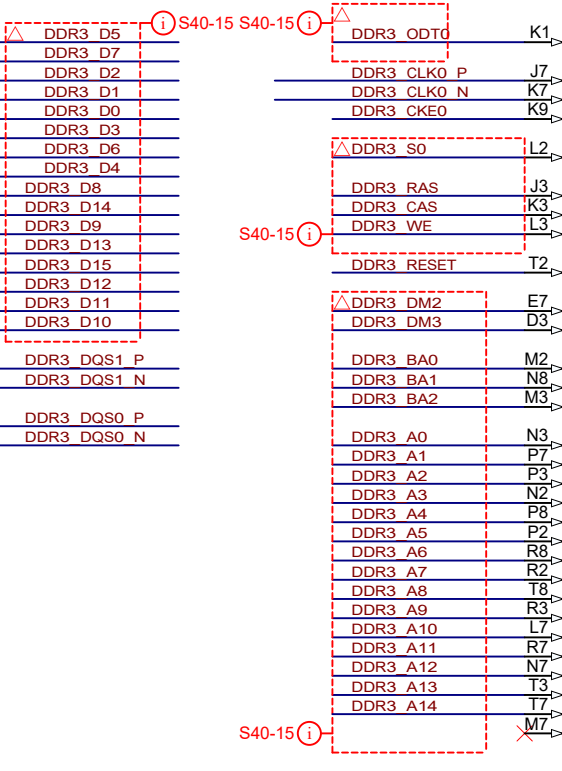 S40-15
DDR3_D5
DDR3_D7
DDR3_D2
DDR3_D1
DDR3_D0
DDR3_D3
DDR3_D6
DDR3_D4
DDR3_D8
DDR3_D14
DDR3_D9
DDR3_D13
DDR3_D15
DDR3_D12
DDR3_D11
DDR3_D10
DDR3_DQS1_P
DDR3_DQS1_N
DDR3_DQS0_P
DDR3_DQS0_N
S40-15
DDR3_ODT0 K1
DDR3_CLK0_P J7
DDR3_CLK0_N K7
DDR3_CKE0 K9
DDR3_S0 L2
DDR3_RAS J3
DDR3_CAS K3
S40-15 DDR3_WE L3
DDR3_RESET T2
DDR3_DM2 E7
DDR3_DM3 D3
DDR3_BA0 M2
DDR3_BA1 N8
DDR3_BA2 M3
DDR3_A0 N3
DDR3_A1 P7
DDR3_A2 P3
DDR3_A3 N2
DDR3_A4 P8
DDR3_A5 P2
DDR3_A6 R8
DDR3_A7 R2
DDR3_A8 T8
DDR3_A9 R3
DDR3_A10 L7
DDR3_A11 R7
DDR3_A12 N7
DDR3_A13 T3
DDR3_A14 T7
S40-15 M7